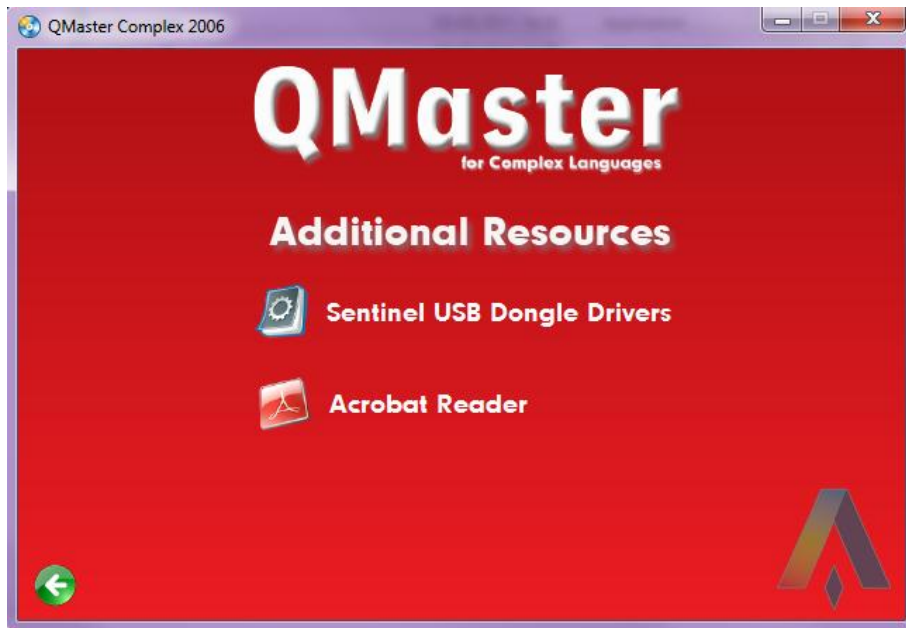 QMaster Complex 2006
QMaster
for Complex Languages
Additional Resources
Sentinel USB Dongle Drivers
Acrobat Reader